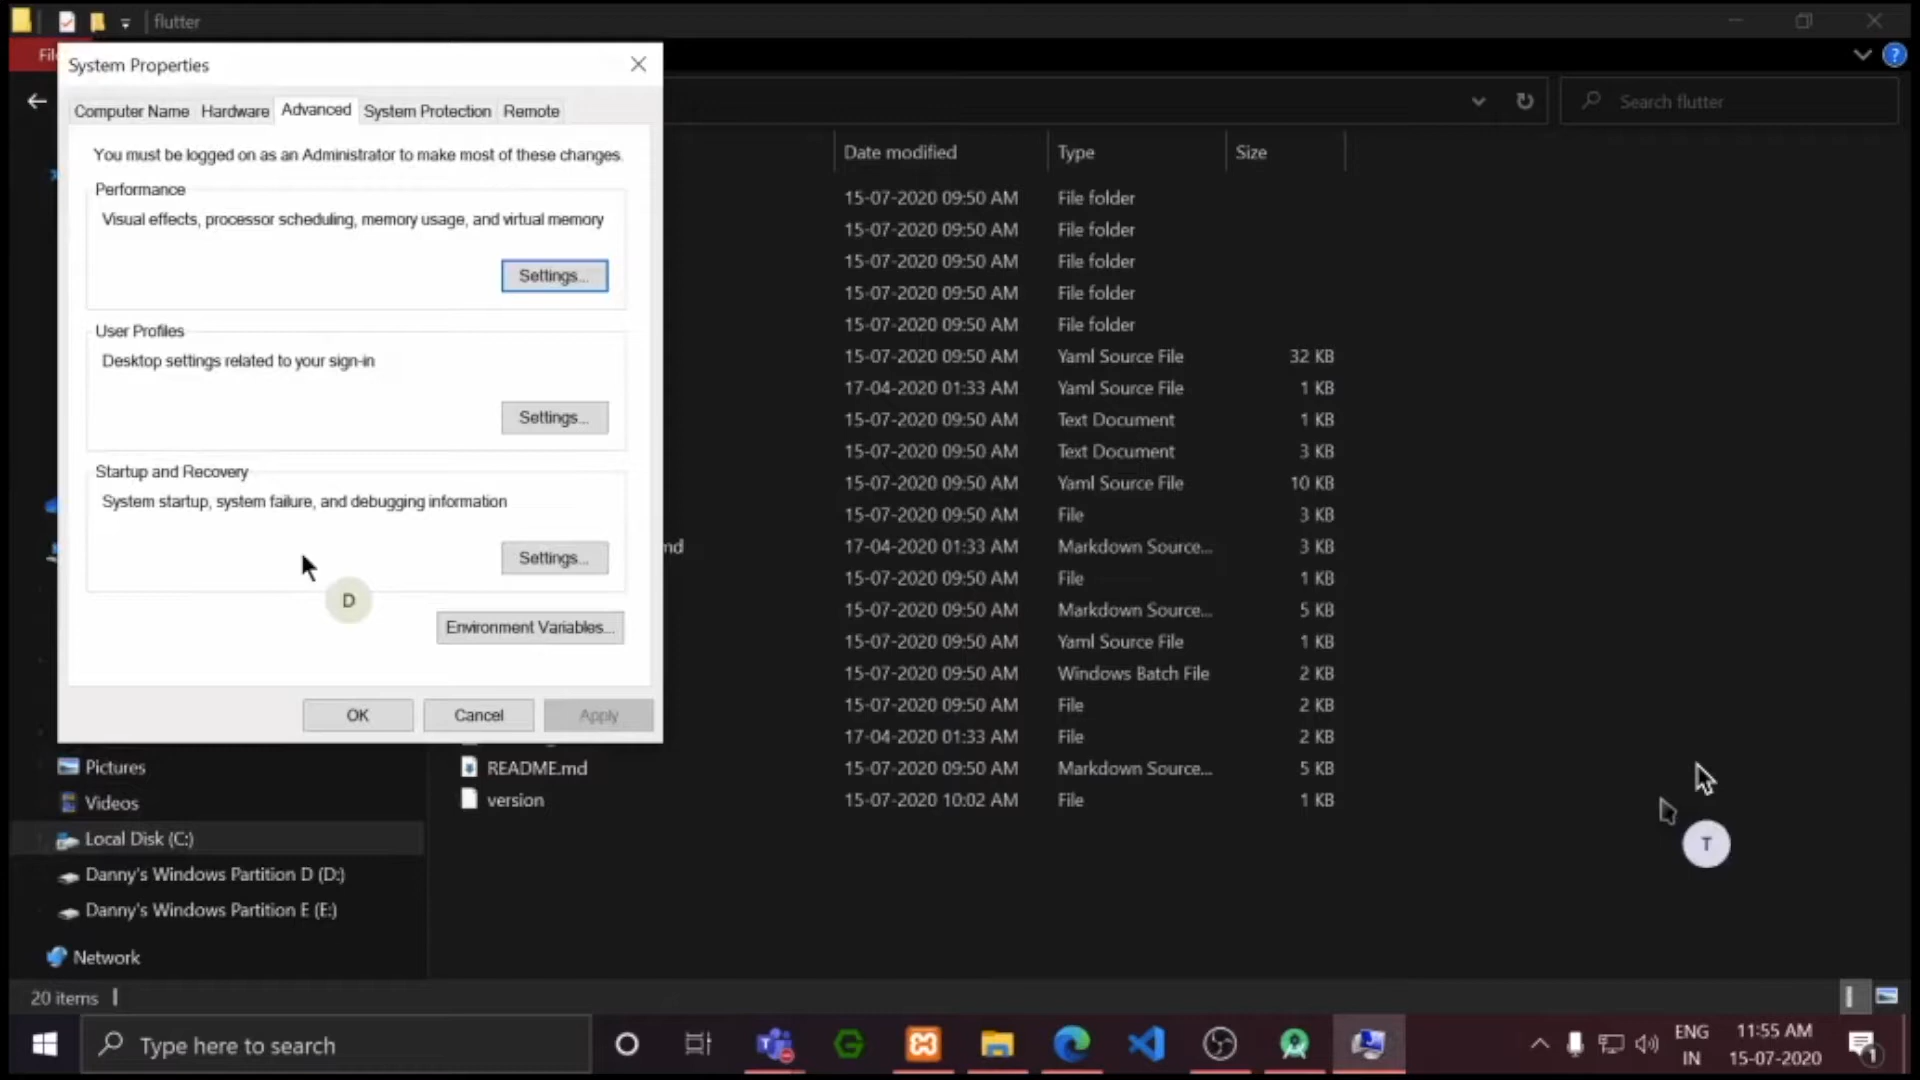 flutter
System Properties
Computer Name Hardware Advanced System Protection Remote
You must be logged on as an Administrator to make most of these changes.
Performance
Visual effects, processor scheduling, memory usage, and virtual memory
Settings...
User Profiles
Desktop settings related to your sign-in
Settings...
Startup and Recovery
System startup, system failure, and debugging information
Settings...
D
Environment Variables...
OK Cancel Apply
Search flutter
Date modified Type Size
15-07-2020 09:50 AM File folder
15-07-2020 09:50 AM File folder
15-07-2020 09:50 AM File folder
15-07-2020 09:50 AM File folder
15-07-2020 09:50 AM File folder
15-07-2020 09:50 AM Yaml Source File 32 KB
17-04-2020 01:33 AM Yaml Source File 1 KB
15-07-2020 09:50 AM Text Document 1 KB
15-07-2020 09:50 AM Text Document 3 KB
15-07-2020 09:50 AM Yaml Source File 10 KB
15-07-2020 09:50 AM File 3 KB
17-04-2020 01:33 AM Markdown Source... 3 KB
15-07-2020 09:50 AM File 1 KB
15-07-2020 09:50 AM Markdown Source... 5 KB
15-07-2020 09:50 AM Yaml Source File 1 KB
15-07-2020 09:50 AM Windows Batch File 2 KB
15-07-2020 09:50 AM File 2 KB
17-04-2020 01:33 AM File 2 KB
README.md 15-07-2020 09:50 AM Markdown Source... 5 KB
version 15-07-2020 10:02 AM File 1 KB
T
Pictures
Videos
Local Disk (C:)
Danny's Windows Partition D (D:)
Danny's Windows Partition E (E:)
Network
20 items
Type here to search
ENG
IN
11:55 AM
15-07-2020
1